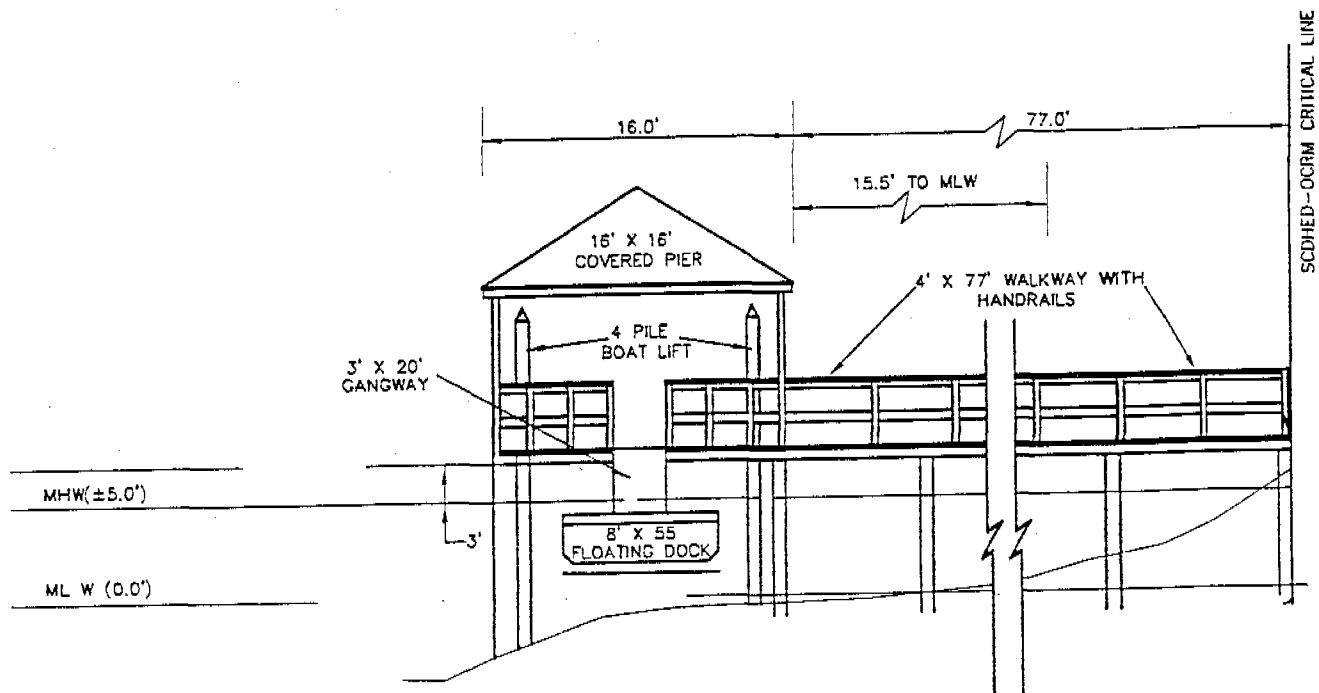 16.0'
77.0'
15.5' TO MLW
SCDHED-OCRM CRITICAL LINE
16' X 16'
COVERED PIER
4' X 77' WALKWAY WITH
HANDRAILS
4 PILE
BOAT LIFT
3' X 20'
GANGWAY
MHW(±5.0')
3'
8' X 55
FLOATING DOCK
ML W (0.0')